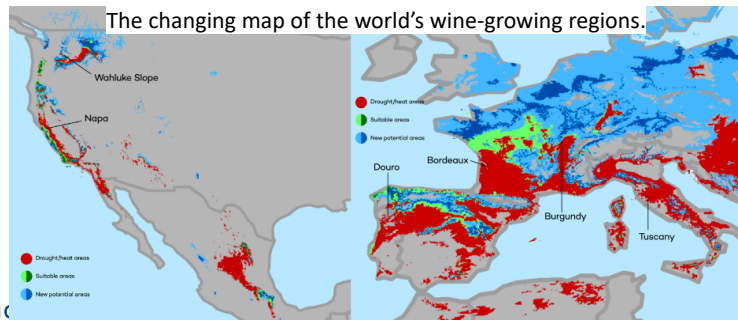 The changing map of the world's wine-growing regions.
Wahluke Slope
Napa
Drought/heat areas
Suitable areas
New potential areas
Drought/heat areas
Suitable areas
New potential areas
Bordeaux
Douro
Burgundy
Tuscany